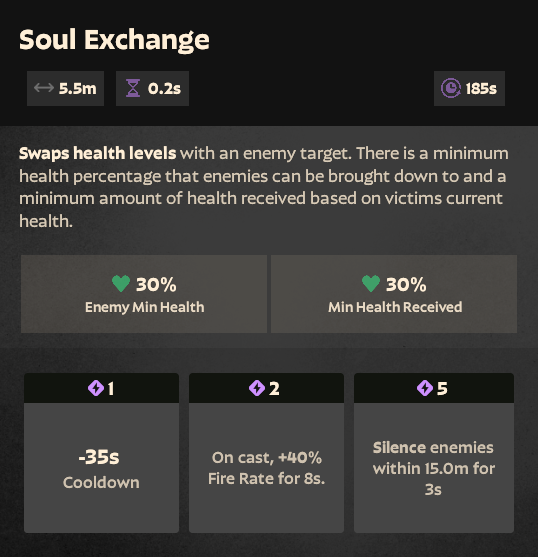 Soul Exchange
5.5m
0.2s
185s
Swaps health levels with an enemy target. There is a minimum
health percentage that enemies can be brought down to and a
minimum amount of health received based on victims current
health.
30%
Enemy Min Health
30%
Min Health Received
1
-35s
Cooldown
2
On cast, +40%
Fire Rate for 8s.
5
Silence enemies
within 15.0m for
3s